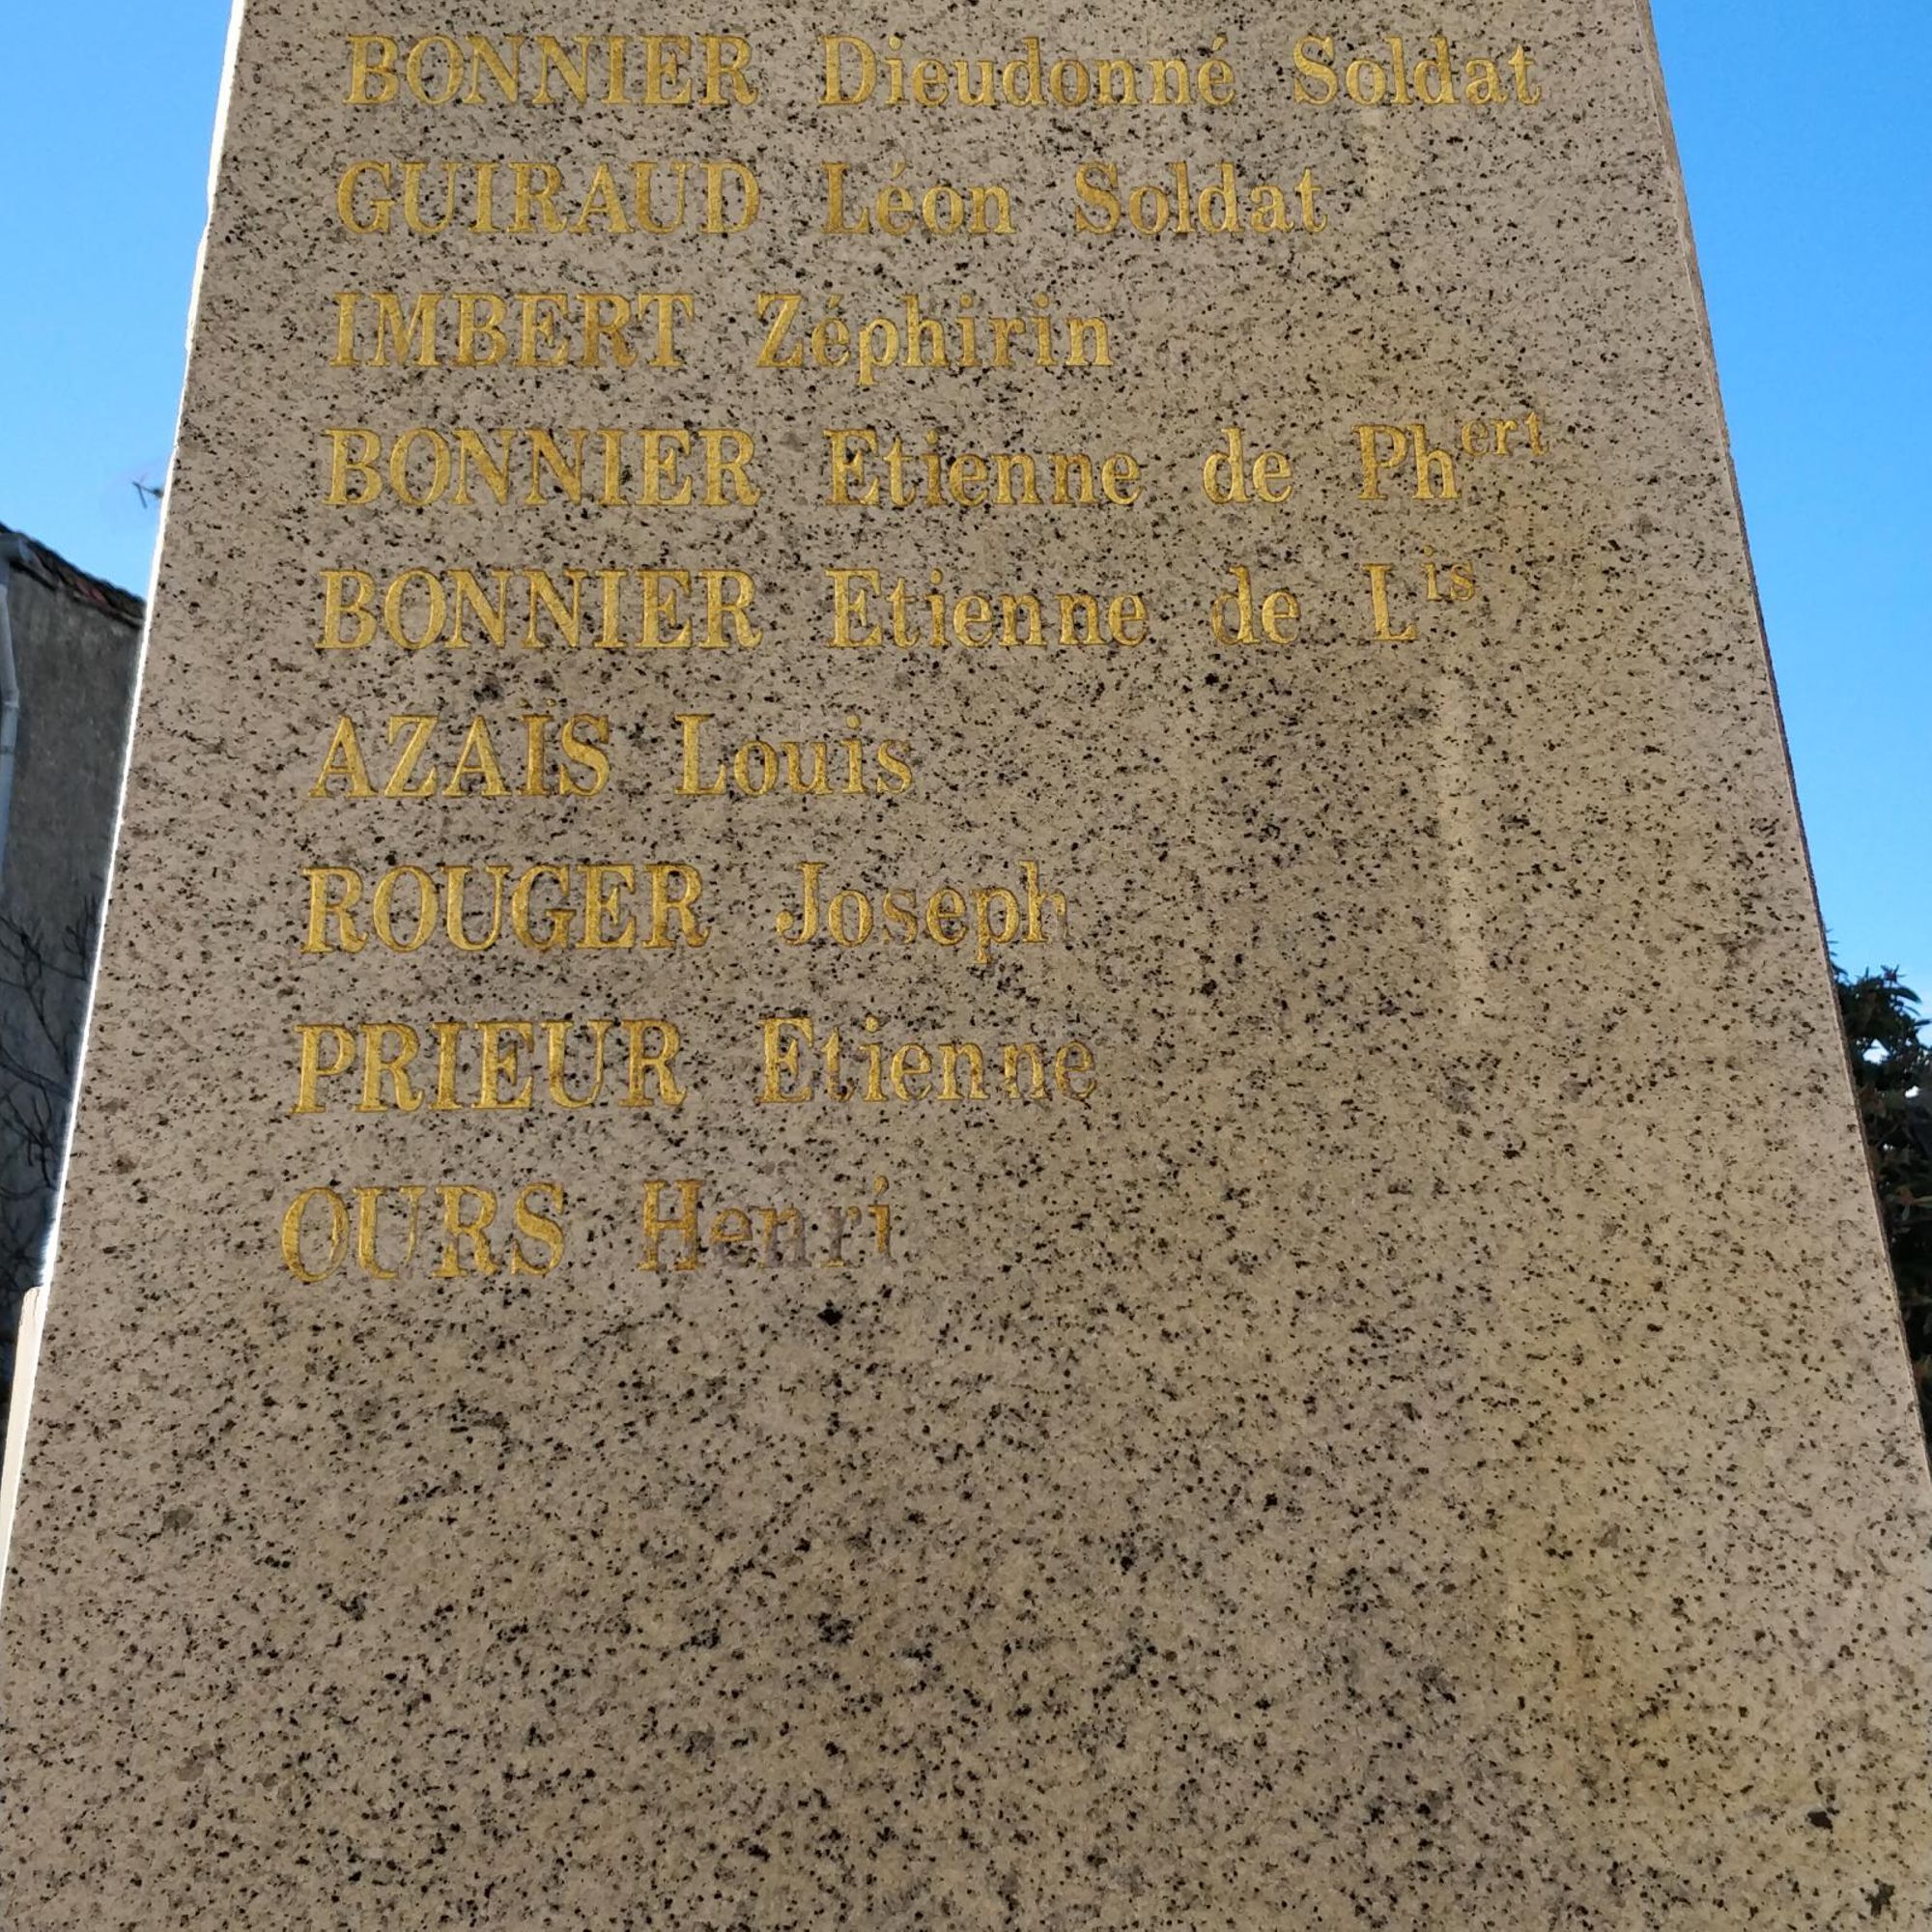 BONNIER Dieudonné Soldat
GUIRAUD Léon Soldat
IMBERT Zéphirin
BONNIER Etienne de Phert
BONNIER Etienne de Lis
AZAÏS Louis
ROUGER Joseph
PRIEUR Etienne
OURS Henri